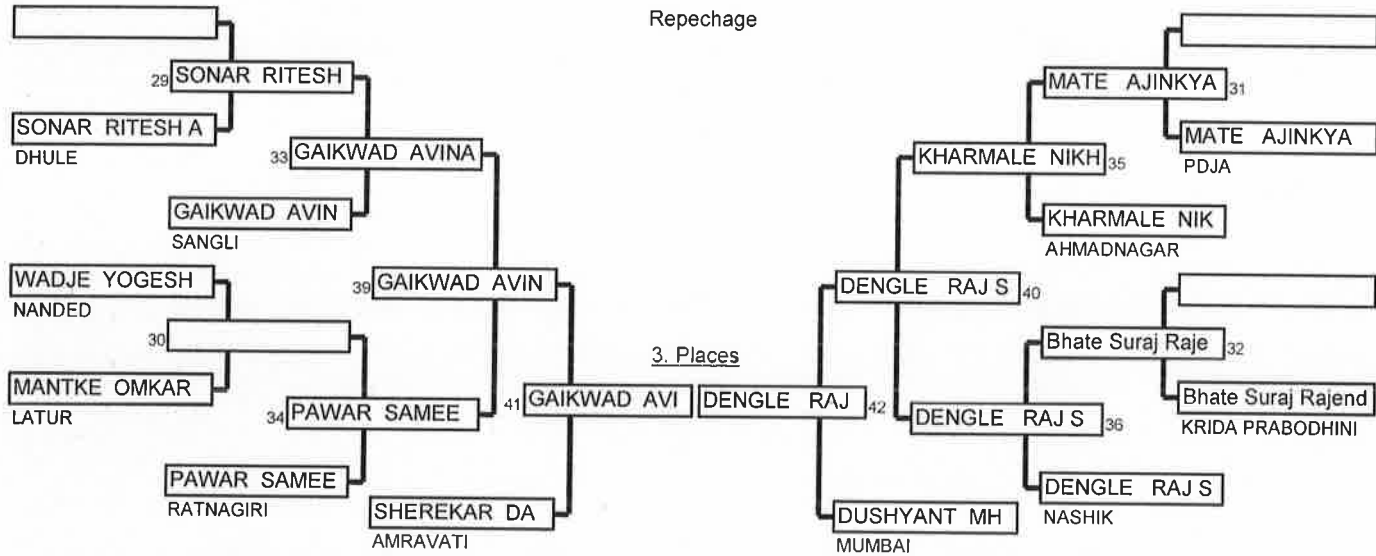 Repechage
29 SONAR RITESH
SONAR RITESH A
DHULE
33 GAIKWAD AVINA
GAIKWAD AVIN
SANGLI
WADJE YOGESH
NANDED
39 GAIKWAD AVIN
30
MANTKE OMKAR
LATUR
34 PAWAR SAMEE
PAWAR SAMEE
RATNAGIRI
41 GAIKWAD AVI
SHEREKAR DA
AMRAVATI
3. Places
MATE AJINKYA 31
MATE AJINKYA
PDJA
KHARMALE NIKH 35
KHARMALE NIK
AHMADNAGAR
DENGLE RAJ S 40
Bhate Suraj Raje 32
Bhate Suraj Rajend
KRIDA PRABODHINI
DENGLE RAJ 42
DENGLE RAJ S 36
DENGLE RAJ S
NASHIK
DUSHYANT MH
MUMBAI